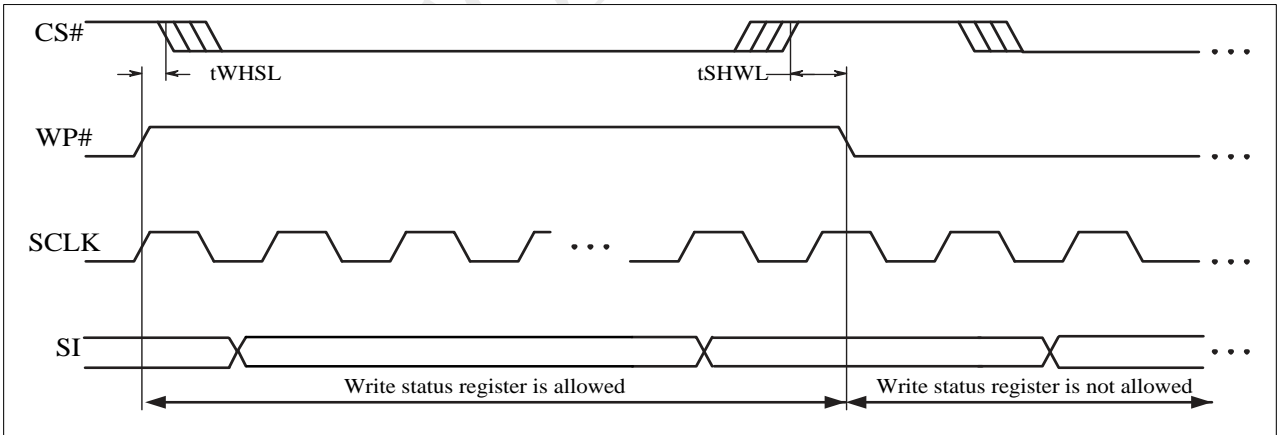 CS#
tWHSL
tSHWL
WP#
SCLK
SI
Write status register is allowed
Write status register is not allowed